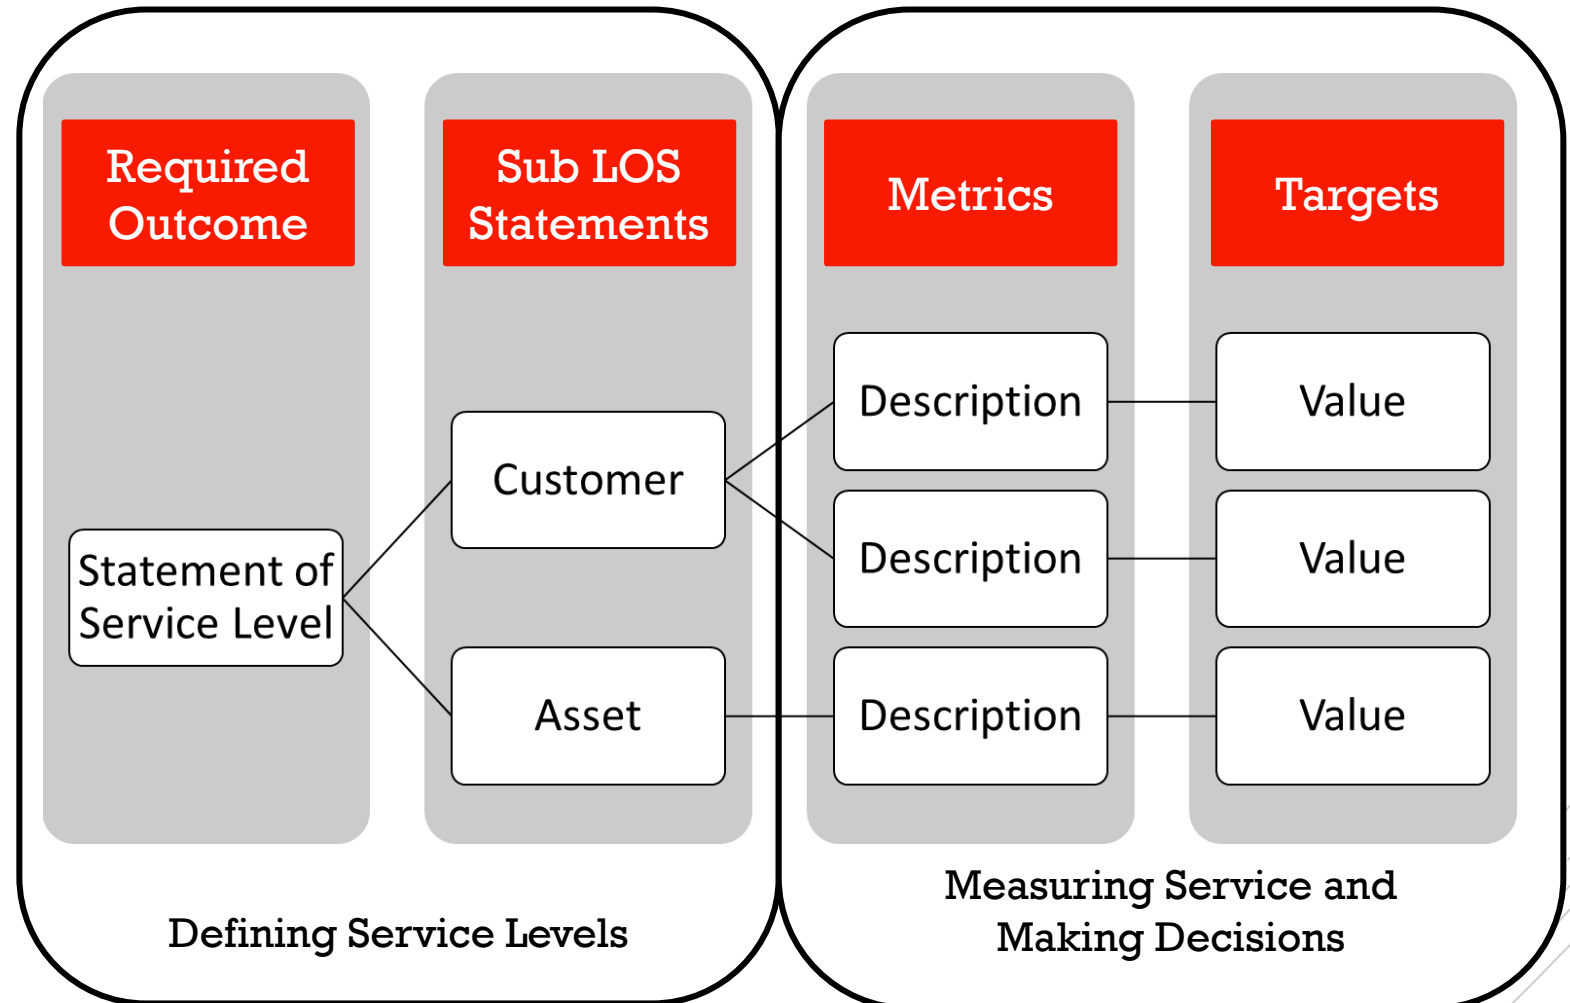 Required
Outcome
Sub LOS
Statements
Metrics
Targets
Statement of
Service Level
Customer
Asset
Description
Value
Description
Value
Description
Value
Defining Service Levels
Measuring Service and
Making Decisions